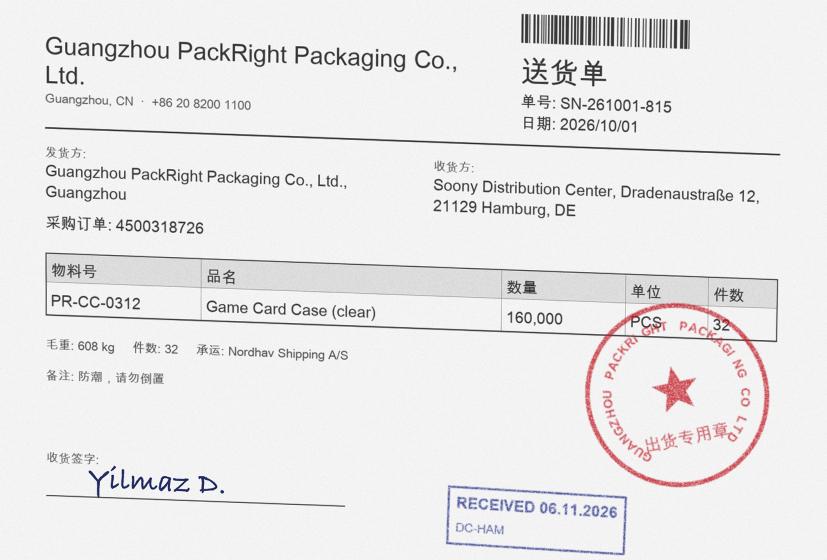 Guangzhou PackRight Packaging Co.,
Ltd.
Guangzhou, CN · +86 20 8200 1100
送货单
单号: SN-261001-815
日期: 2026/10/01
发货方:
Guangzhou PackRight Packaging Co., Ltd.,
Guangzhou
收货方:
Soony Distribution Center, Dradenaustraße 12,
21129 Hamburg, DE
采购订单: 4500318726
物料号 品名 数量 单位 件数
PR-CC-0312 Game Card Case (clear) 160,000 PCS 32
毛重: 608 kg 件数: 32 承运: Nordhav Shipping A/S
备注: 防潮，请勿倒置
GUANGZHOU PACKRIGHT PACKAGING CO LTD
出货专用章
收货签字:
Yilmaz D.
RECEIVED 06.11.2026
DC-HAM